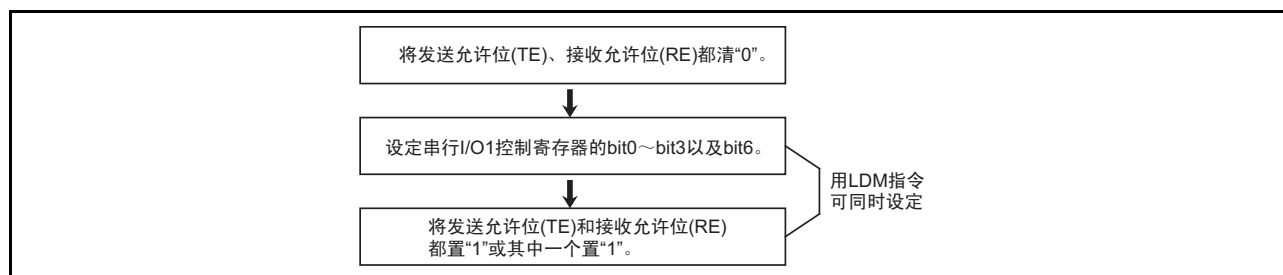 将发送允许位(TE)、接收允许位(RE)都清“0”。
设定串行I/O1控制寄存器的bit0～bit3以及bit6。
用LDM指令
可同时设定
将发送允许位(TE)和接收允许位(RE)
都置“1”或其中一个置“1”。